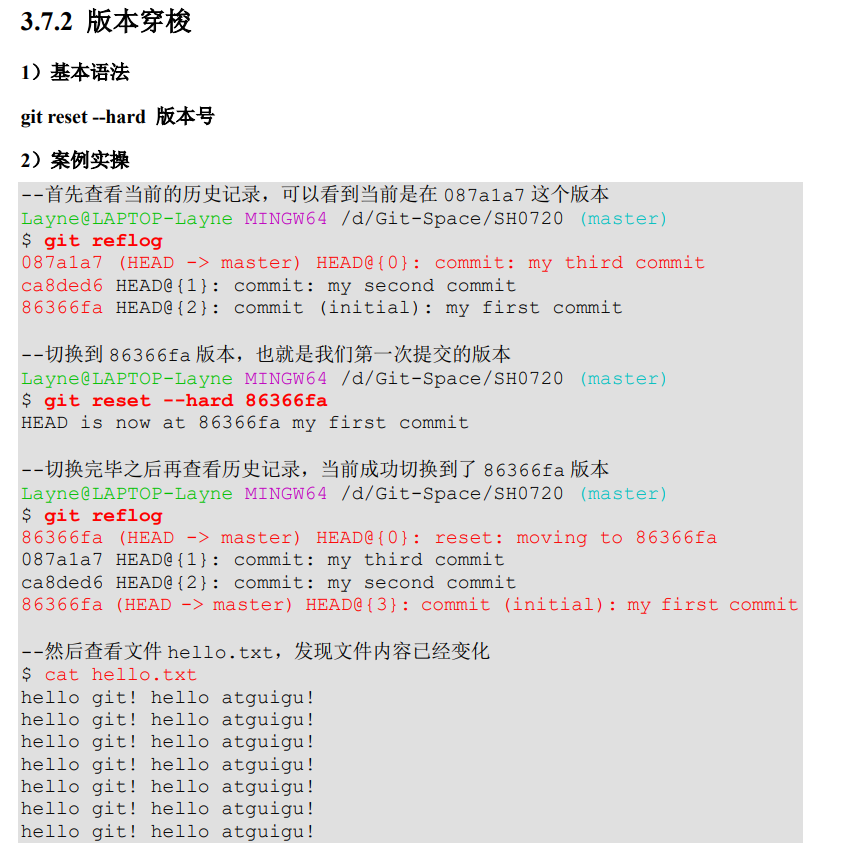 3.7.2 版本穿梭
1）基本语法
git reset --hard 版本号
2）案例实操
--首先查看当前的历史记录，可以看到当前是在 087a1a7 这个版本
Layne@LAPTOP-Layne MINGW64 /d/Git-Space/SH0720 (master)
$ git reflog
087a1a7 (HEAD -> master) HEAD@{0}: commit: my third commit
ca8ded6 HEAD@{1}: commit: my second commit
86366fa HEAD@{2}: commit (initial): my first commit
--切换到 86366fa 版本，也就是我们第一次提交的版本
Layne@LAPTOP-Layne MINGW64 /d/Git-Space/SH0720 (master)
$ git reset --hard 86366fa
HEAD is now at 86366fa my first commit
--切换完毕之后再查看历史记录，当前成功切换到了 86366fa 版本
Layne@LAPTOP-Layne MINGW64 /d/Git-Space/SH0720 (master)
$ git reflog
86366fa (HEAD -> master) HEAD@{0}: reset: moving to 86366fa
087a1a7 HEAD@{1}: commit: my third commit
ca8ded6 HEAD@{2}: commit: my second commit
86366fa (HEAD -> master) HEAD@{3}: commit (initial): my first commit
--然后查看文件 hello.txt，发现文件内容已经变化
$ cat hello.txt
hello git! hello atguigu!
hello git! hello atguigu!
hello git! hello atguigu!
hello git! hello atguigu!
hello git! hello atguigu!
hello git! hello atguigu!
hello git! hello atguigu!